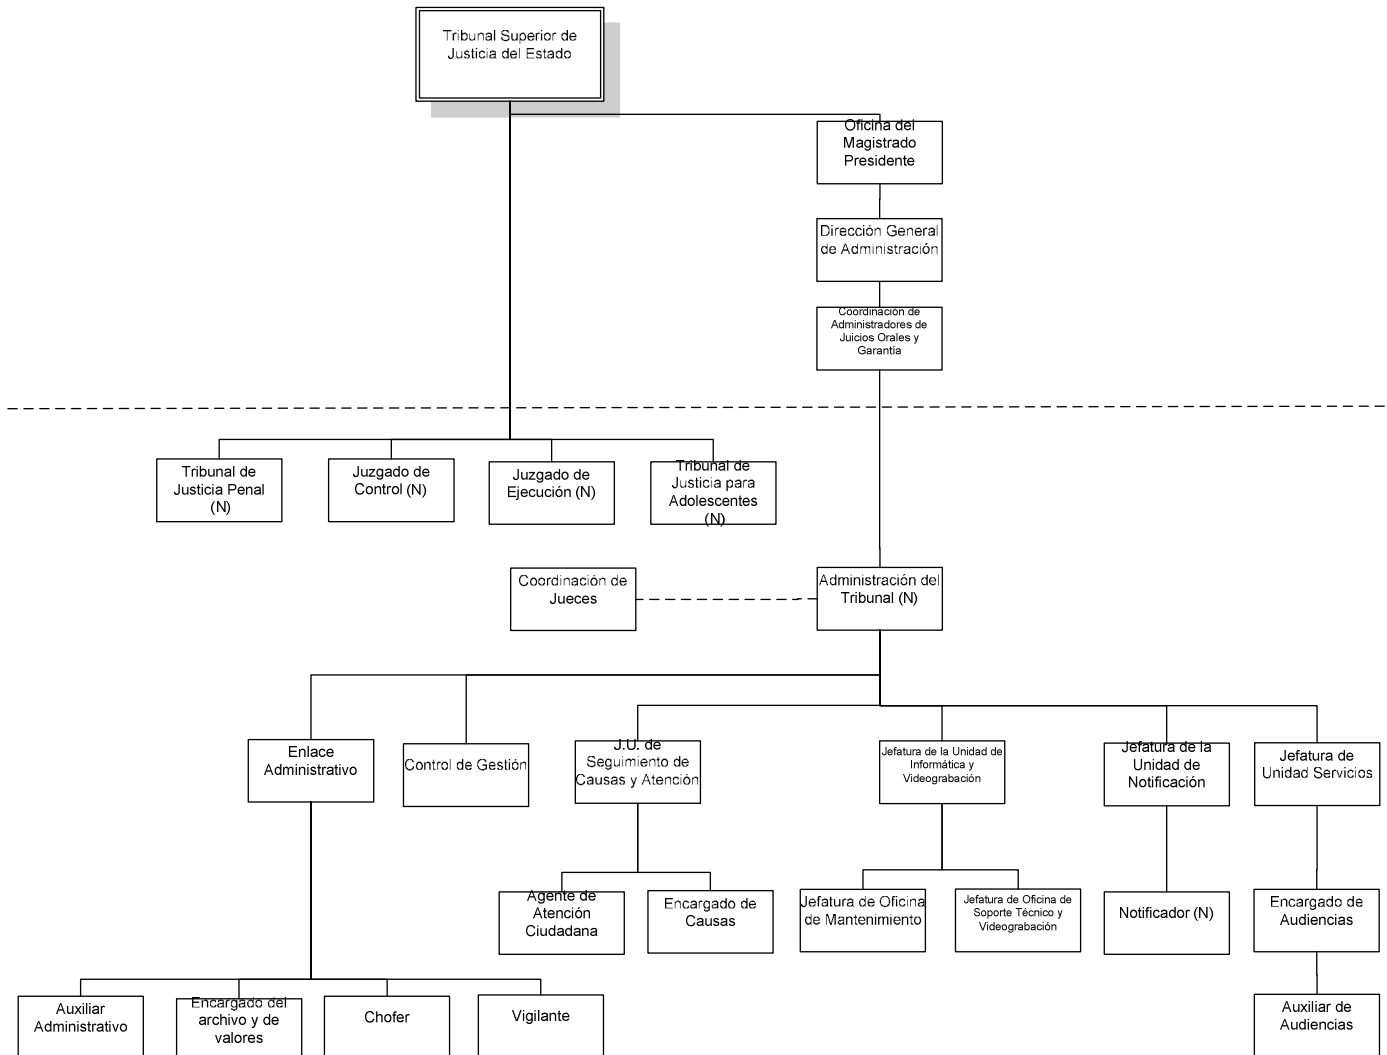 Tribunal Superior de
Justicia del Estado
Oficina del
Magistrado
Presidente
Dirección General
de Administración
Coordinación de
Administradores de
Juicios Orales y
Garantía
Tribunal de
Justicia Penal
(N)
Juzgado de
Control (N)
Juzgado de
Ejecución (N)
Tribunal de
Justicia para
Adolescentes
(N)
Coordinación de
Jueces
Administración del
Tribunal (N)
Enlace
Administrativo
Control de Gestión
J.U. de
Seguimiento de
Causas y Atención
Jefatura de la Unidad de
Informática y
Videograbación
Jefatura de la
Unidad de
Notificación
Jefatura de
Unidad Servicios
Agente de
Atención
Ciudadana
Encargado de
Causas
Jefatura de Oficina
de Mantenimiento
Jefatura de Oficina de
Soporte Técnico y
Videograbación
Notificador (N)
Encargado de
Audiencias
Auxiliar
Administrativo
Encargado del
archivo y de
valores
Chofer
Vigilante
Auxiliar de
Audiencias